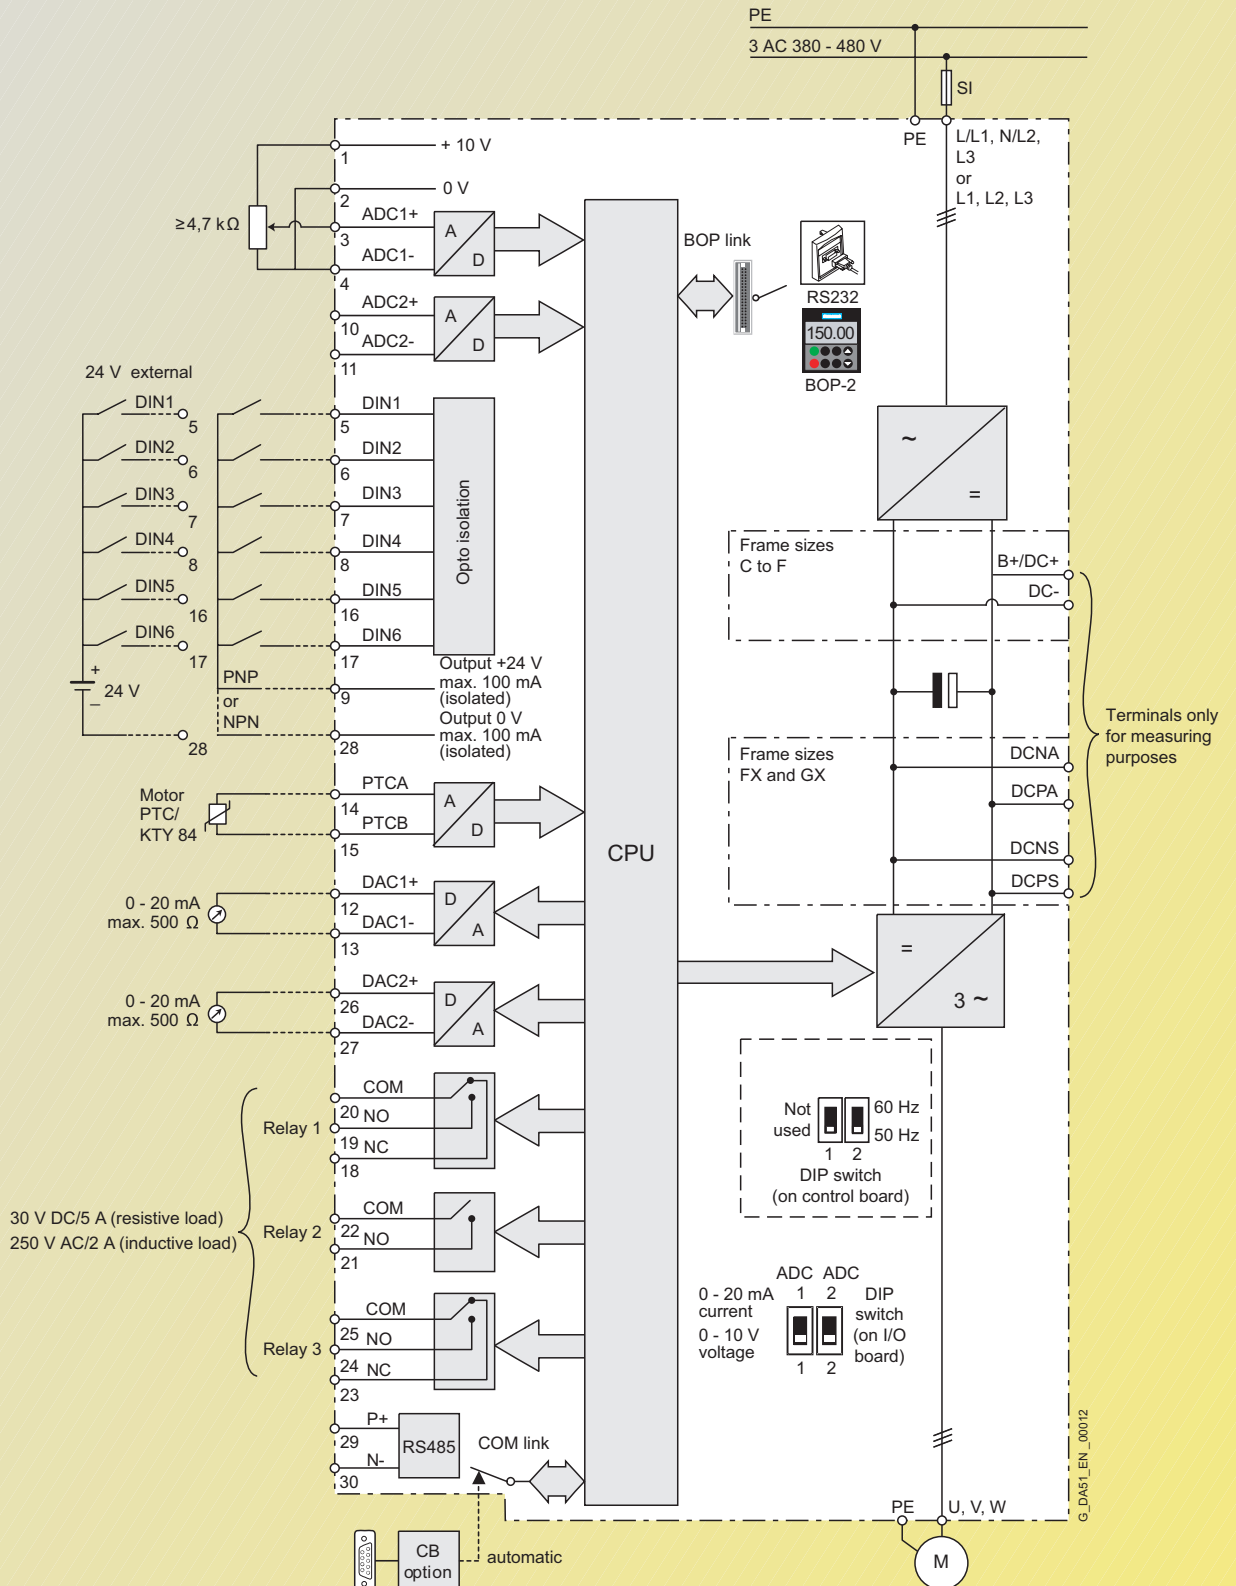 PE
3 AC 380 - 480 V
SI
PE
L/L1, N/L2,
L3
or
L1, L2, L3
1
+ 10 V
2
0 V
≥4,7 kΩ
ADC1+
3
ADC1-
4
A
D
ADC2+
10
ADC2-
11
A
D
BOP link
RS232
150.00
BOP-2
24 V external
DIN1
5
DIN2
6
DIN3
7
DIN4
8
DIN5
16
DIN6
17
+
24 V
–
28
DIN1
5
DIN2
6
DIN3
7
DIN4
8
DIN5
16
DIN6
17
Opto isolation
PNP
or
NPN
9
Output +24 V
max. 100 mA
(isolated)
28
Output 0 V
max. 100 mA
(isolated)
~
=
Frame sizes
C to F
B+/DC+
DC-
Frame sizes
FX and GX
DCNA
DCPA
DCNS
DCPS
Terminals only
for measuring
purposes
Motor
PTC/
KTY 84
PTCA
14
PTCB
15
A
D
CPU
0 - 20 mA
max. 500 Ω
DAC1+
12
DAC1-
13
D
A
0 - 20 mA
max. 500 Ω
DAC2+
26
DAC2-
27
D
A
=
3 ~
Relay 1
COM
20
NO
19
NC
18
30 V DC/5 A (resistive load)
250 V AC/2 A (inductive load)
Relay 2
COM
22
NO
21
Relay 3
COM
25
NO
24
NC
23
Not
used
60 Hz
50 Hz
1 2
DIP switch
(on control board)
ADC ADC
1 2
0 - 20 mA
current
0 - 10 V
voltage
DIP
switch
(on I/O
board)
1 2
P+
29
N-
30
RS485
COM link
CB
option
automatic
PE
U, V, W
M
G_DA51_EN_00012